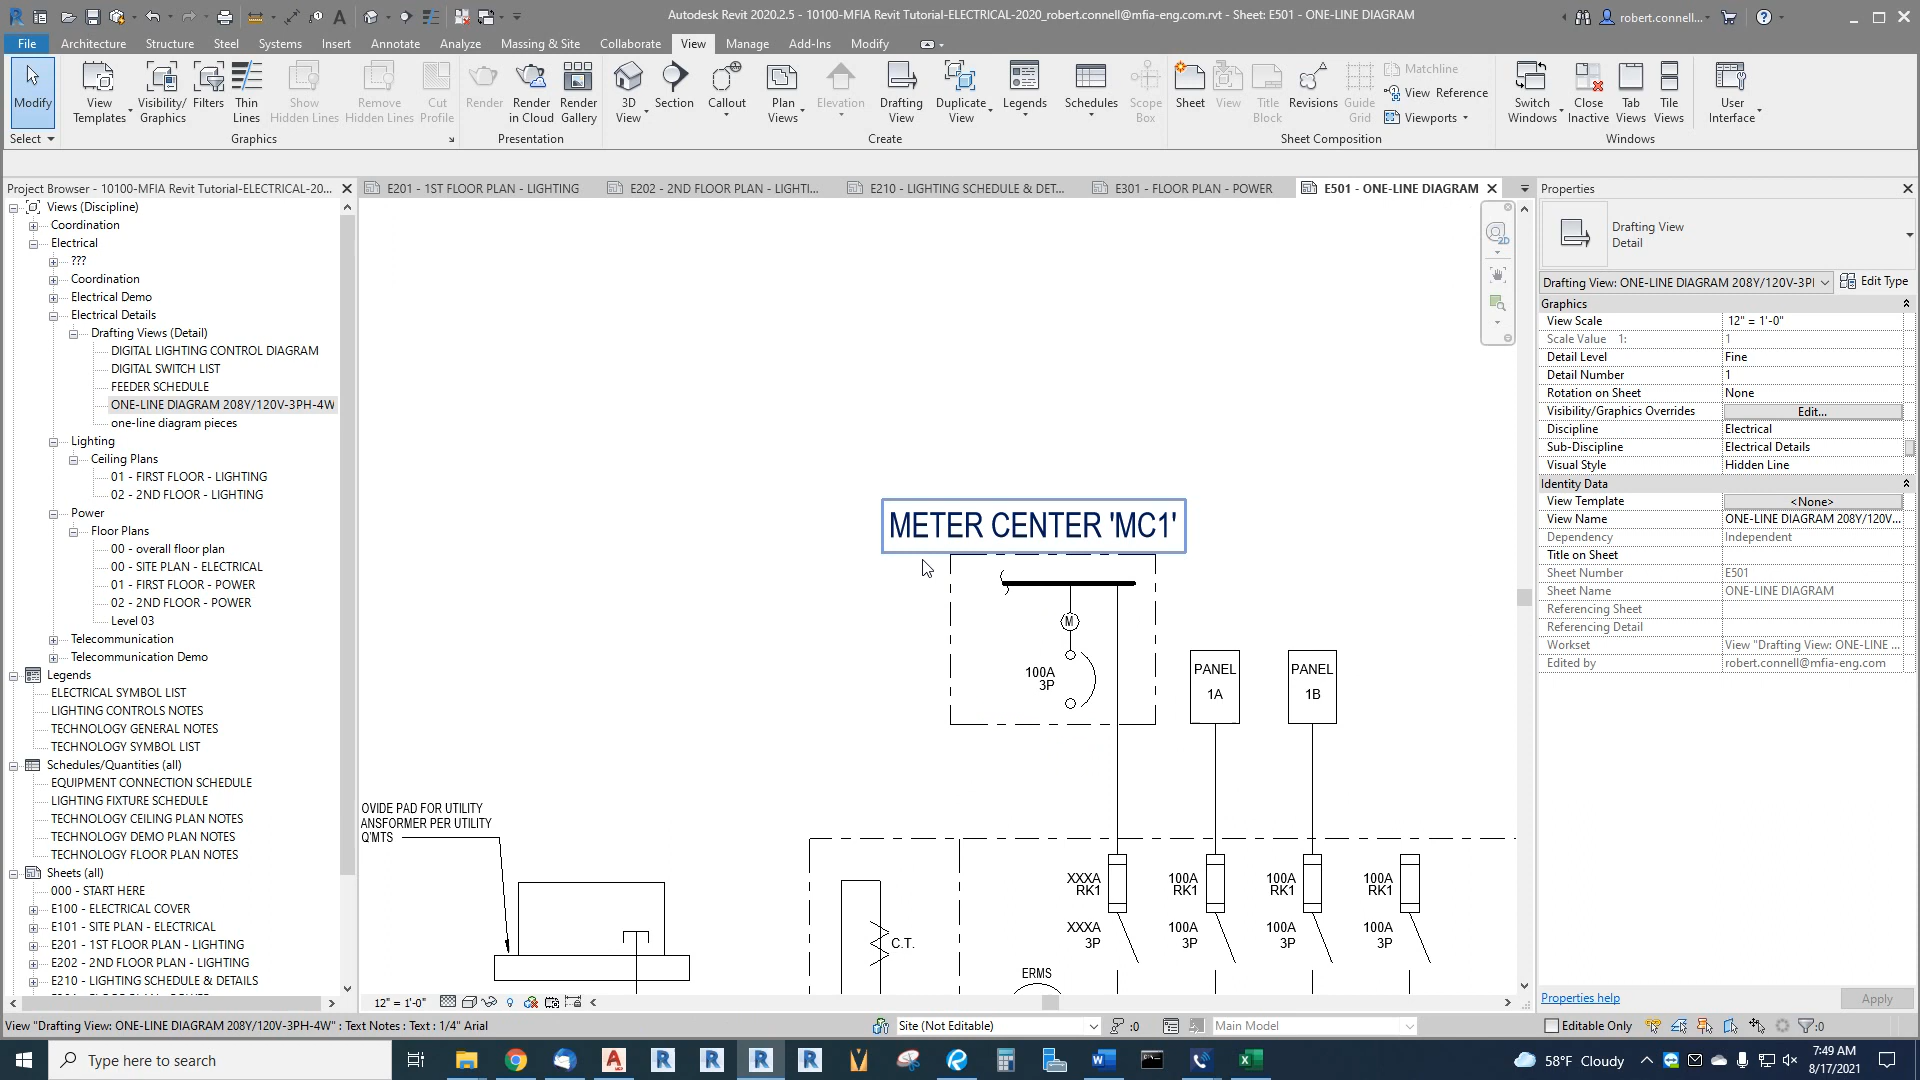 Autodesk Revit 2020.2.5 - 10100-MFIA Revit Tutorial-ELECTRICAL-2020_robert.connell@mfia-eng.com.rvt - Sheet: E501 - ONE-LINE DIAGRAM
robert.connell...
File Architecture Structure Steel Systems Insert Annotate Analyze Massing & Site Collaborate View Manage Add-Ins Modify
Modify
View Templates
Visibility/ Graphics
Filters
Thin Lines
Show Hidden Lines
Remove Hidden Lines
Cut Profile
Render
Render in Cloud
Render Gallery
3D View
Section
Callout
Plan Views
Elevation
Drafting View
Duplicate View
Legends
Schedules
Scope Box
Sheet
View
Title Block
Revisions
Guide Grid
Matchline
View Reference
Viewports
Switch Windows
Close Inactive
Tab Views
Tile Views
User Interface
Select
Graphics
Presentation
Create
Sheet Composition
Windows
Project Browser - 10100-MFIA Revit Tutorial-ELECTRICAL-20...
Views (Discipline)
Coordination
Electrical
???
Coordination
Electrical Demo
Electrical Details
Drafting Views (Detail)
DIGITAL LIGHTING CONTROL DIAGRAM
DIGITAL SWITCH LIST
FEEDER SCHEDULE
ONE-LINE DIAGRAM 208Y/120V-3PH-4W
one-line diagram pieces
Lighting
Ceiling Plans
01 - FIRST FLOOR - LIGHTING
02 - 2ND FLOOR - LIGHTING
Power
Floor Plans
00 - overall floor plan
00 - SITE PLAN - ELECTRICAL
01 - FIRST FLOOR - POWER
02 - 2ND FLOOR - POWER
Level 03
Telecommunication
Telecommunication Demo
Legends
ELECTRICAL SYMBOL LIST
LIGHTING CONTROLS NOTES
TECHNOLOGY GENERAL NOTES
TECHNOLOGY SYMBOL LIST
Schedules/Quantities (all)
EQUIPMENT CONNECTION SCHEDULE
LIGHTING FIXTURE SCHEDULE
TECHNOLOGY CEILING PLAN NOTES
TECHNOLOGY DEMO PLAN NOTES
TECHNOLOGY FLOOR PLAN NOTES
Sheets (all)
000 - START HERE
E100 - ELECTRICAL COVER
E101 - SITE PLAN - ELECTRICAL
E201 - 1ST FLOOR PLAN - LIGHTING
E202 - 2ND FLOOR PLAN - LIGHTING
E210 - LIGHTING SCHEDULE & DETAILS
E201 - 1ST FLOOR PLAN - LIGHTING
E202 - 2ND FLOOR PLAN - LIGHTI...
E210 - LIGHTING SCHEDULE & DET...
E301 - FLOOR PLAN - POWER
E501 - ONE-LINE DIAGRAM
2D
METER CENTER 'MC1'
M
100A
3P
PANEL
1A
PANEL
1B
OVIDE PAD FOR UTILITY
ANSFORMER PER UTILITY
Q'MTS
C.T.
ERMS
XXXA
RK1
100A
RK1
100A
RK1
100A
RK1
XXXA
3P
100A
3P
100A
3P
100A
3P
12" = 1'-0"
Properties
Drafting View
Detail
Drafting View: ONE-LINE DIAGRAM 208Y/120V-3PI
Edit Type
Graphics
View Scale 12" = 1'-0"
Scale Value 1: 1
Detail Level Fine
Detail Number 1
Rotation on Sheet None
Visibility/Graphics Overrides Edit...
Discipline Electrical
Sub-Discipline Electrical Details
Visual Style Hidden Line
Identity Data
View Template <None>
View Name ONE-LINE DIAGRAM 208Y/120V...
Dependency Independent
Title on Sheet
Sheet Number E501
Sheet Name ONE-LINE DIAGRAM
Referencing Sheet
Referencing Detail
Workset View "Drafting View: ONE-LINE ...
Edited by robert.connell@mfia-eng.com
Properties help
Apply
View "Drafting View: ONE-LINE DIAGRAM 208Y/120V-3PH-4W" : Text Notes : Text : 1/4" Arial
Site (Not Editable)
:0
Main Model
Editable Only
:0
Type here to search
58°F Cloudy
7:49 AM
8/17/2021